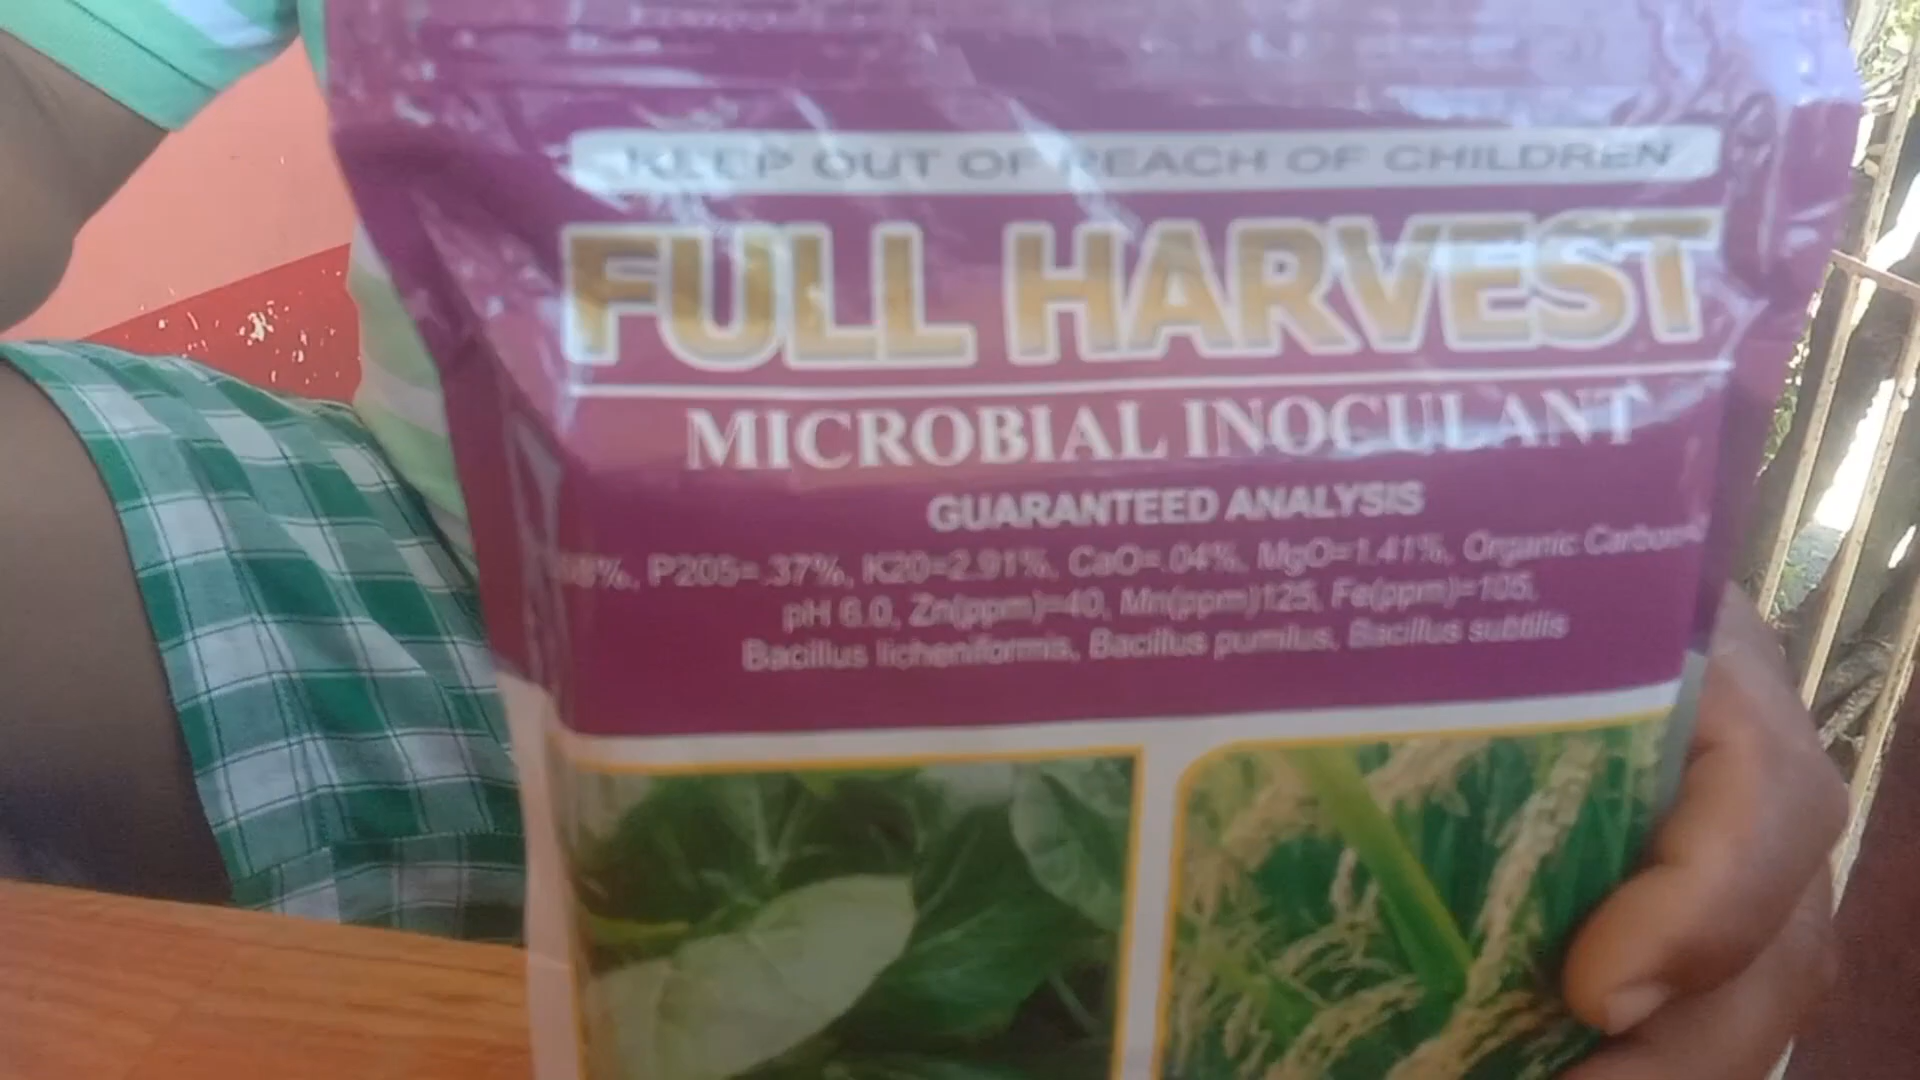 KEEP OUT OF REACH OF CHILDREN
FULL HARVEST
MICROBIAL INOCULANT
GUARANTEED ANALYSIS
P205=.37%, K20=2.91%, CaO=.04%, MgO=1.41%, Organic Carbon
pH 6.0, Zn(ppm)=40, Mn(ppm)125, Fe(ppm)=105,
Bacillus licheniformis, Bacillus pumilus, Bacillus subtilis